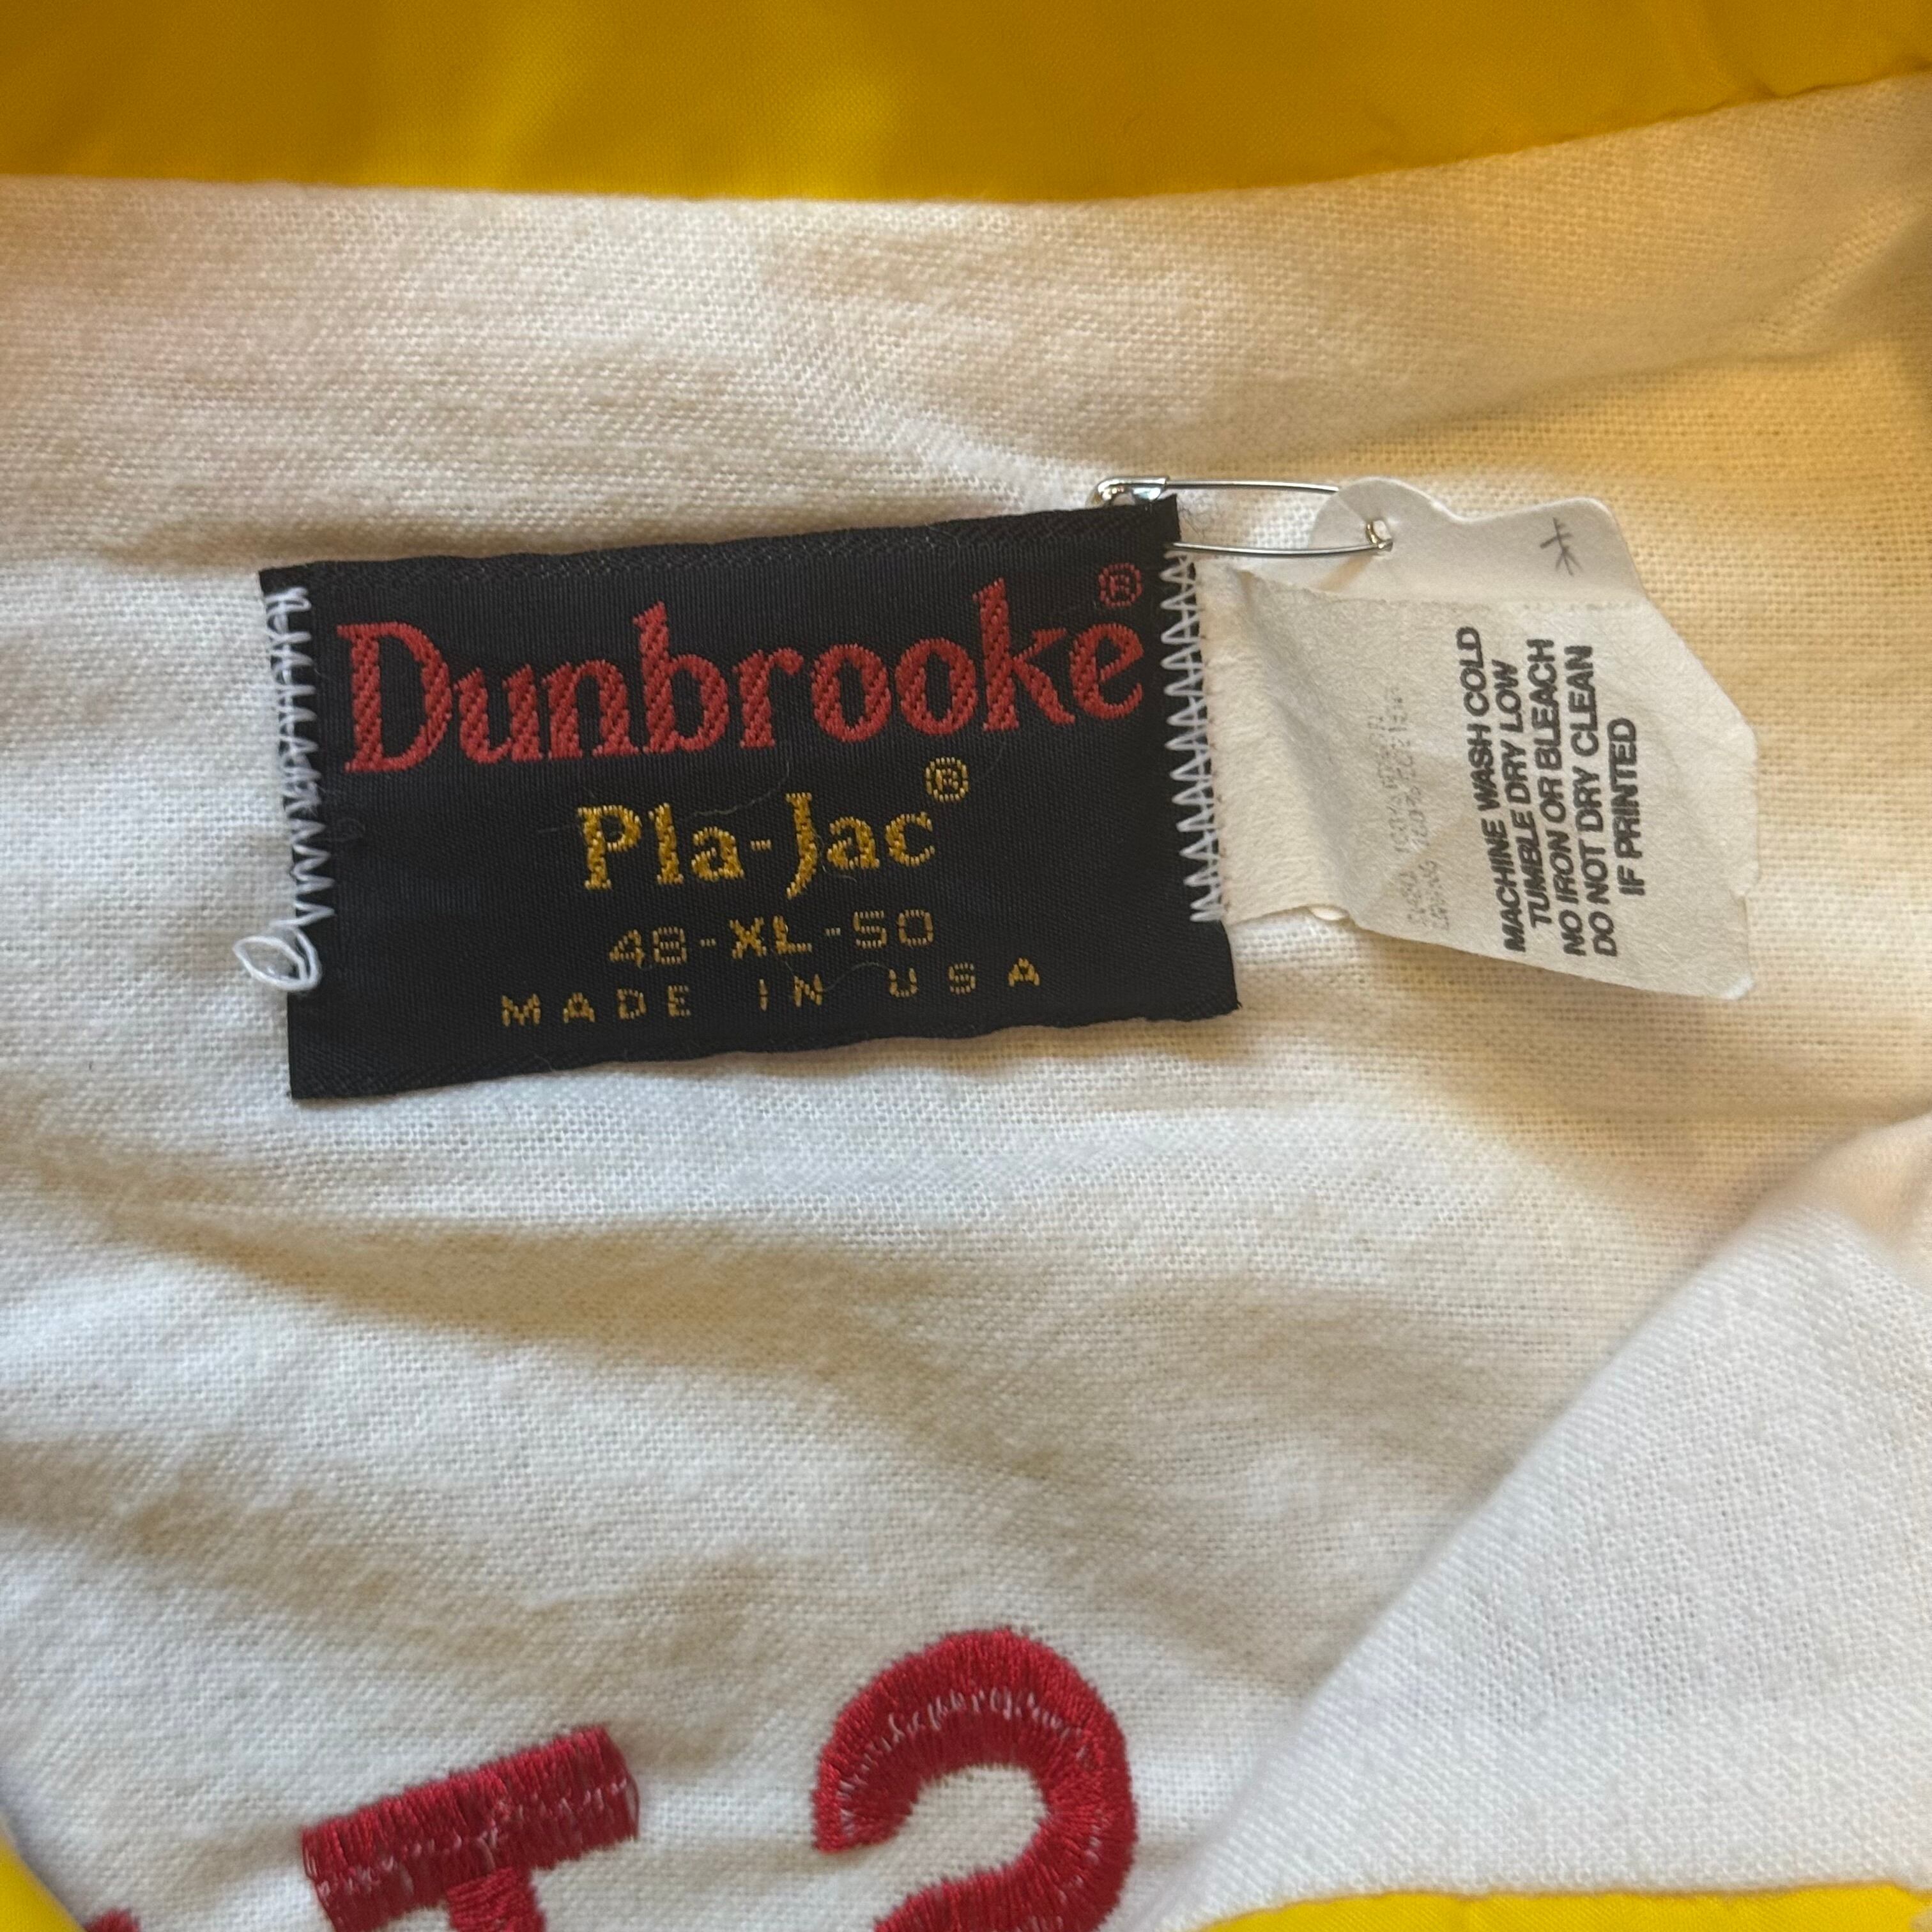 Dunbrooke®
Pla-Jac®
48-XL-50
MADE IN USA
MACHINE WASH COLD
TUMBLE DRY LOW
NO IRON OR BLEACH
DO NOT DRY CLEAN
IF PRINTED